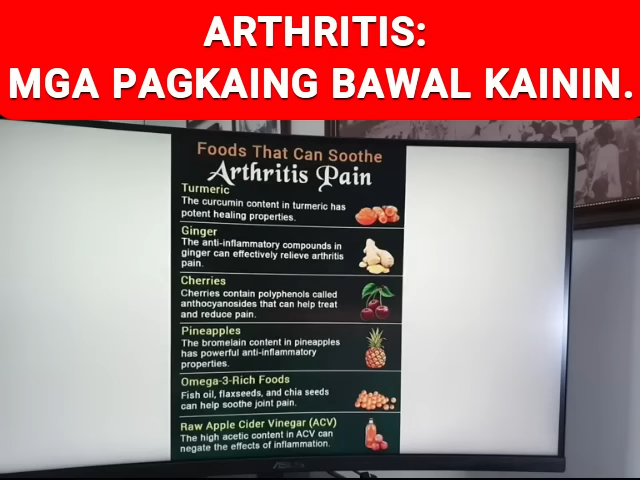 ARTHRITIS:
MGA PAGKAING BAWAL KAININ.
Foods That Can Soothe
Arthritis Pain
Turmeric
The curcumin content in turmeric has
potent healing properties.
Ginger
The anti-inflammatory compounds in
ginger can effectively relieve arthritis
pain.
Cherries
Cherries contain polyphenols called
anthocyanosides that can help treat
and reduce pain.
Pineapples
The bromelain content in pineapples
has powerful anti-inflammatory
properties.
Omega-3-Rich Foods
Fish oil, flaxseeds, and chia seeds
can help soothe joint pain.
Raw Apple Cider Vinegar (ACV)
The high acetic content in ACV can
negate the effects of inflammation.
ASUS